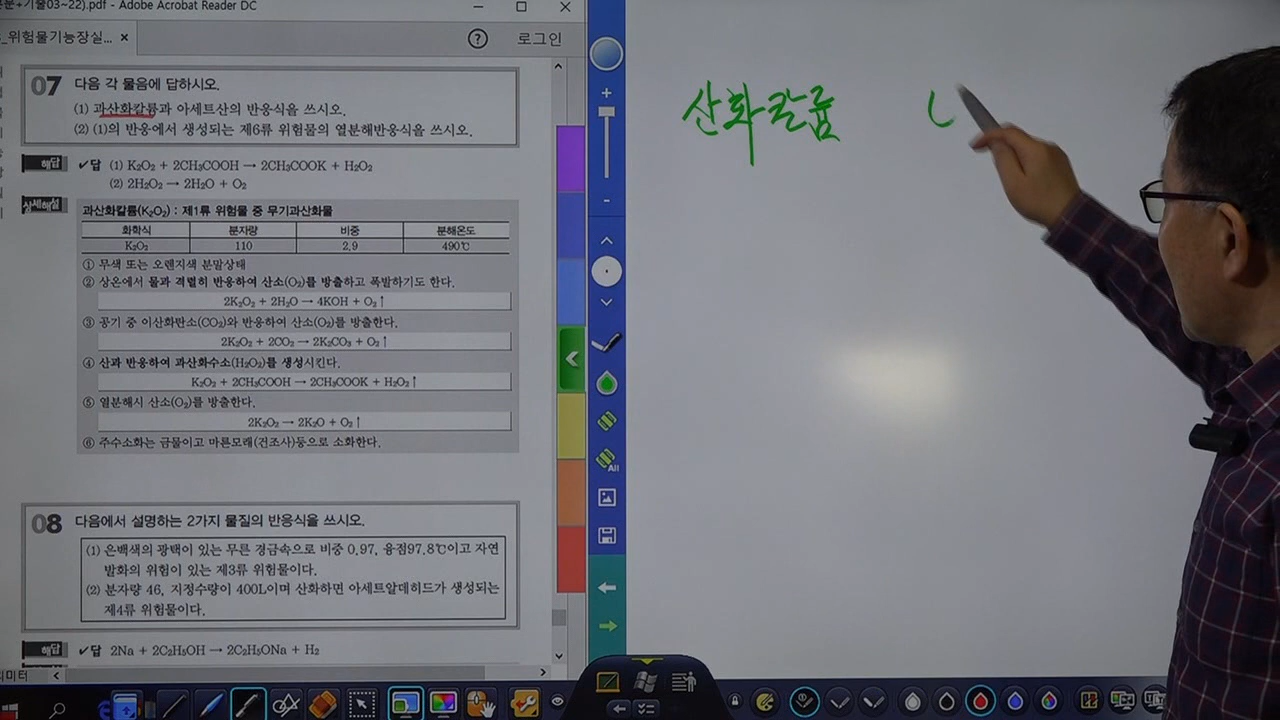 +기출03~22).pdf - Adobe Acrobat Reader DC
_위험물기능장실... ×
로그인
07 다음 각 물음에 답하시오.
(1) 과산화칼륨과 아세트산의 반응식을 쓰시오.
(2) (1)의 반응에서 생성되는 제6류 위험물의 열분해반응식을 쓰시오.
해답 ✔답 (1) K₂O₂ + 2CH₃COOH → 2CH₃COOK + H₂O₂
(2) 2H₂O₂ → 2H₂O + O₂
상세해설 과산화칼륨(K₂O₂) : 제1류 위험물 중 무기과산화물
화학식 분자량 비중 분해온도
K₂O₂ 110 2.9 490℃
① 무색 또는 오렌지색 분말상태
② 상온에서 물과 격렬히 반응하여 산소(O₂)를 방출하고 폭발하기도 한다.
2K₂O₂ + 2H₂O → 4KOH + O₂↑
③ 공기 중 이산화탄소(CO₂)와 반응하여 산소(O₂)를 방출한다.
2K₂O₂ + 2CO₂ → 2K₂CO₃ + O₂↑
④ 산과 반응하여 과산화수소(H₂O₂)를 생성시킨다.
K₂O₂ + 2CH₃COOH → 2CH₃COOK + H₂O₂↑
⑤ 열분해시 산소(O₂)를 방출한다.
2K₂O₂ → 2K₂O + O₂↑
⑥ 주수소화는 금물이고 마른모래(건조사)등으로 소화한다.
08 다음에서 설명하는 2가지 물질의 반응식을 쓰시오.
(1) 은백색의 광택이 있는 무른 경금속으로 비중 0.97, 융점97.8℃이고 자연
발화의 위험이 있는 제3류 위험물이다.
(2) 분자량 46, 지정수량이 400L이며 산화하면 아세트알데히드가 생성되는
제4류 위험물이다.
해답 ✔답 2Na + 2C₂H₅OH → 2C₂H₅ONa + H₂
산화칼륨
All